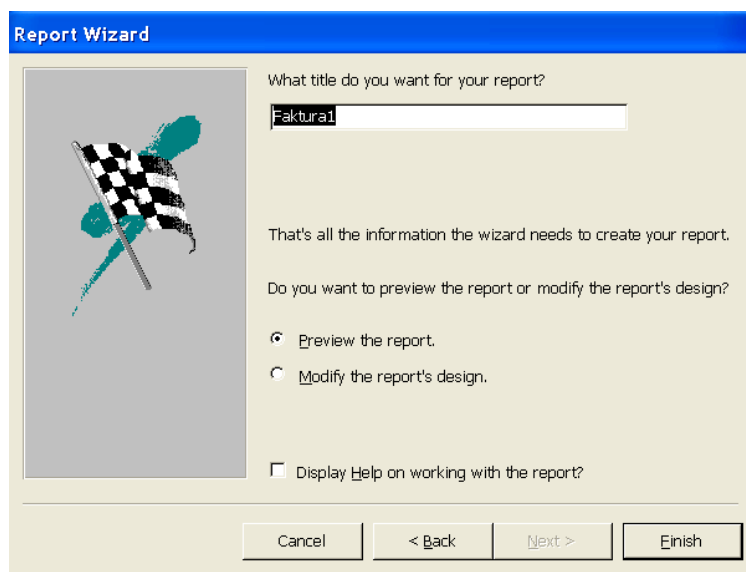 Report Wizard
What title do you want for your report?
Faktura1
That's all the information the wizard needs to create your report.
Do you want to preview the report or modify the report's design?
Preview the report.
Modify the report's design.
Display Help on working with the report?
Cancel
< Back
Next >
Finish